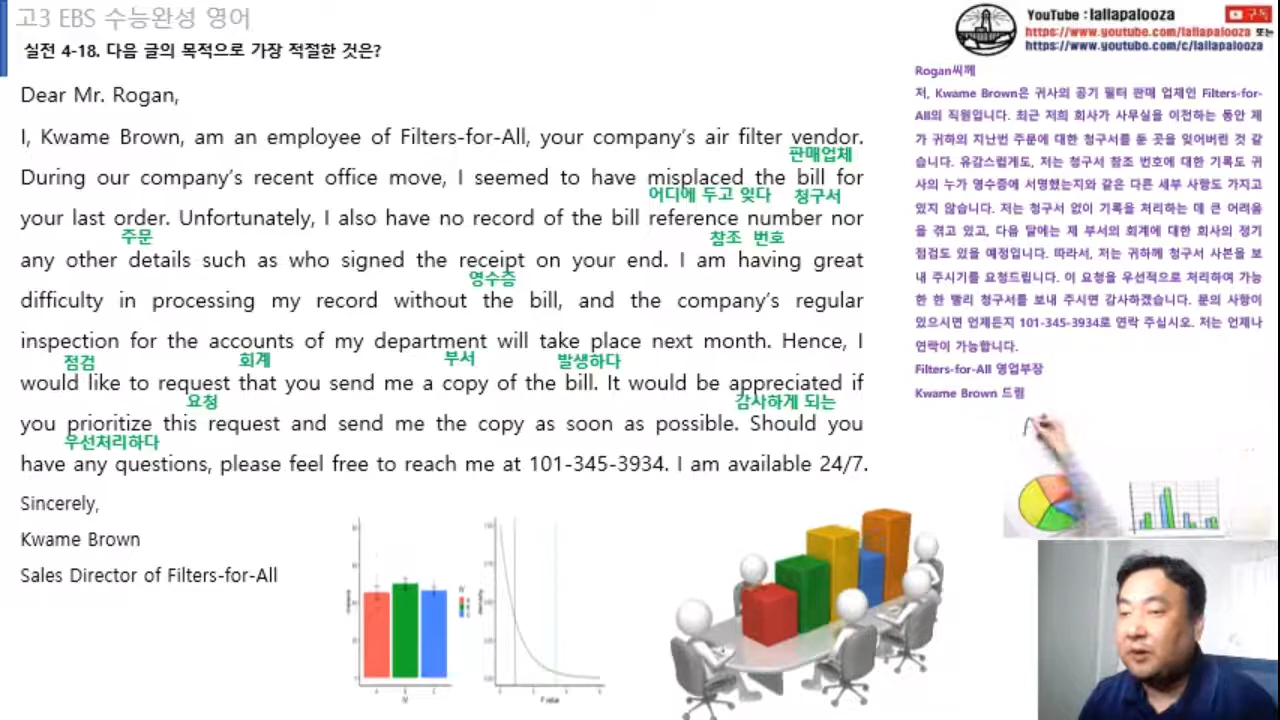 고3 EBS 수능완성 영어
실전 4-18. 다음 글의 목적으로 가장 적절한 것은?
YouTube : lallapalooza
구독
https://www.youtube.com/lallapalooza 또는
https://www.youtube.com/c/lallapalooza
Dear Mr. Rogan,
I, Kwame Brown, am an employee of Filters-for-All, your company's air filter vendor.
판매업체
During our company's recent office move, I seemed to have misplaced the bill for
어디에 두고 잊다 청구서
your last order. Unfortunately, I also have no record of the bill reference number nor
주문 참조 번호
any other details such as who signed the receipt on your end. I am having great
영수증
difficulty in processing my record without the bill, and the company's regular
inspection for the accounts of my department will take place next month. Hence, I
점검 회계 부서 발생하다
would like to request that you send me a copy of the bill. It would be appreciated if
요청 감사하게 되는
you prioritize this request and send me the copy as soon as possible. Should you
우선처리하다
have any questions, please feel free to reach me at 101-345-3934. I am available 24/7.
Sincerely,
Kwame Brown
Sales Director of Filters-for-All
Rogan씨께
저, Kwame Brown은 귀사의 공기 필터 판매 업체인 Filters-for-
All의 직원입니다. 최근 저희 회사가 사무실을 이전하는 동안 제
가 귀하의 지난번 주문에 대한 청구서를 둔 곳을 잊어버린 것 같
습니다. 유감스럽게도, 저는 청구서 참조 번호에 대한 기록도 귀
사의 누가 영수증에 서명했는지와 같은 다른 세부 사항도 가지고
있지 않습니다. 저는 청구서 없이 기록을 처리하는 데 큰 어려움
을 겪고 있고, 다음 달에는 제 부서의 회계에 대한 회사의 정기
점검도 있을 예정입니다. 따라서, 저는 귀하께 청구서 사본을 보
내 주시기를 요청드립니다. 이 요청을 우선적으로 처리하여 가능
한 한 빨리 청구서를 보내 주시면 감사하겠습니다. 문의 사항이
있으시면 언제든지 101-345-3934로 연락 주십시오. 저는 언제나
연락이 가능합니다.
Filters-for-All 영업부장
Kwame Brown 드림